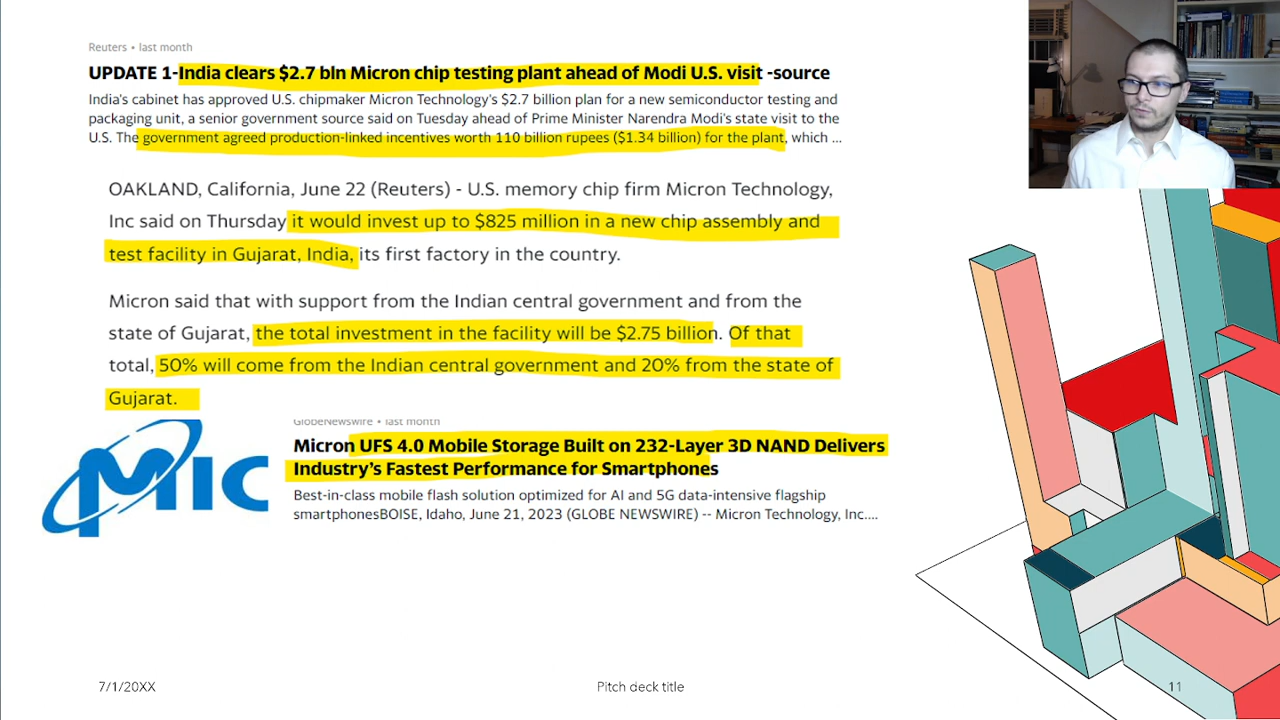 Reuters • last month
UPDATE 1-India clears $2.7 bln Micron chip testing plant ahead of Modi U.S. visit -source
India's cabinet has approved U.S. chipmaker Micron Technology's $2.7 billion plan for a new semiconductor testing and
packaging unit, a senior government source said on Tuesday ahead of Prime Minister Narendra Modi's state visit to the
U.S. The government agreed production-linked incentives worth 110 billion rupees ($1.34 billion) for the plant, which ...
OAKLAND, California, June 22 (Reuters) - U.S. memory chip firm Micron Technology,
Inc said on Thursday it would invest up to $825 million in a new chip assembly and
test facility in Gujarat, India, its first factory in the country.
Micron said that with support from the Indian central government and from the
state of Gujarat, the total investment in the facility will be $2.75 billion. Of that
total, 50% will come from the Indian central government and 20% from the state of
Gujarat.
GlobeNewswire • last month
Micron UFS 4.0 Mobile Storage Built on 232-Layer 3D NAND Delivers
Industry's Fastest Performance for Smartphones
Best-in-class mobile flash solution optimized for AI and 5G data-intensive flagship
smartphonesBOISE, Idaho, June 21, 2023 (GLOBE NEWSWIRE) -- Micron Technology, Inc....
Mic
7/1/20XX
Pitch deck title
11